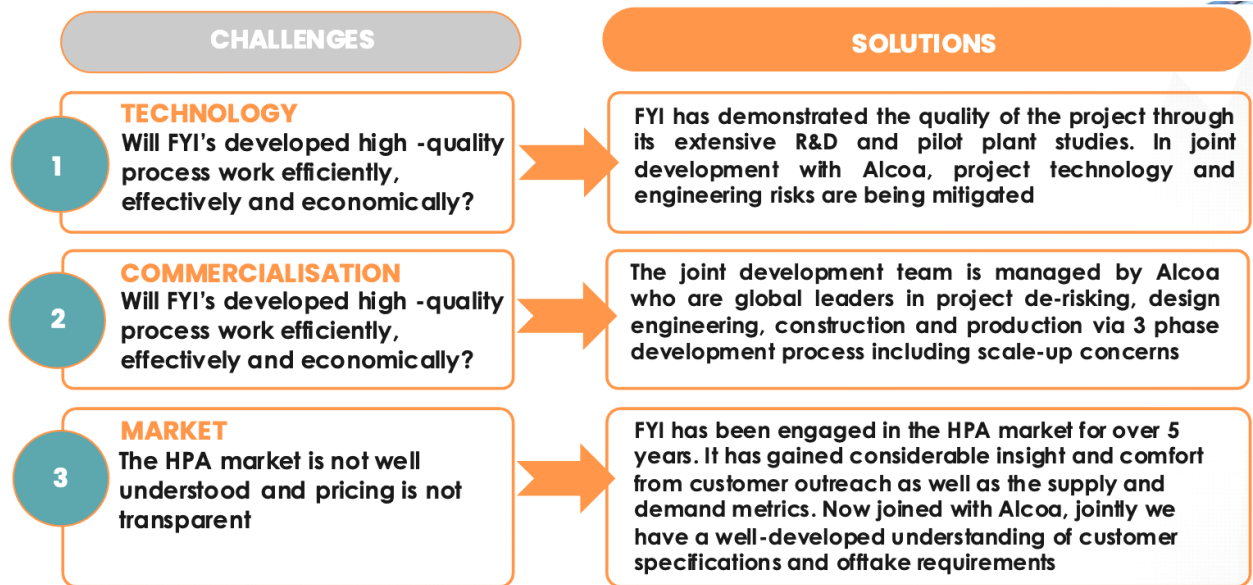 CHALLENGES
SOLUTIONS
1
TECHNOLOGY
Will FYI's developed high -quality
process work efficiently,
effectively and economically?
FYI has demonstrated the quality of the project through
its extensive R&D and pilot plant studies. In joint
development with Alcoa, project technology and
engineering risks are being mitigated
2
COMMERCIALISATION
Will FYI's developed high -quality
process work efficiently,
effectively and economically?
The joint development team is managed by Alcoa
who are global leaders in project de-risking, design
engineering, construction and production via 3 phase
development process including scale-up concerns
3
MARKET
The HPA market is not well
understood and pricing is not
transparent
FYI has been engaged in the HPA market for over 5
years. It has gained considerable insight and comfort
from customer outreach as well as the supply and
demand metrics. Now joined with Alcoa, jointly we
have a well-developed understanding of customer
specifications and offtake requirements